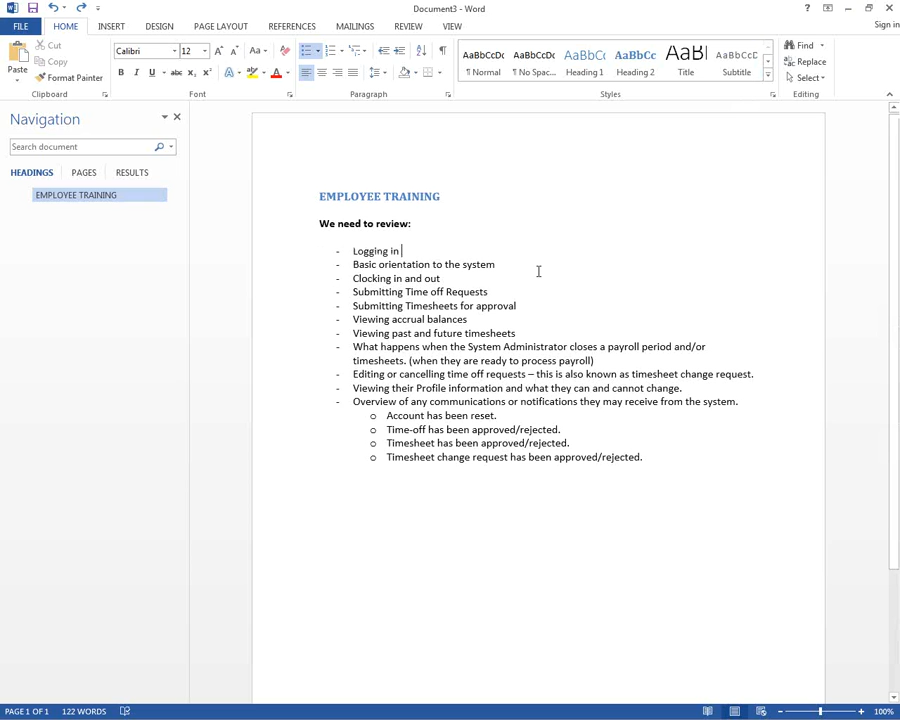 Document3 - Word
Sign in
FILE HOME INSERT DESIGN PAGE LAYOUT REFERENCES MAILINGS REVIEW VIEW
Paste
Cut
Copy
Format Painter
Clipboard
Calibri 12
Font
Paragraph
AaBbCcDc AaBbCcDc AaBbCc AaBbCc AaBl AaBbCcDc
¶ Normal ¶ No Spac... Heading 1 Heading 2 Title Subtitle
Styles
Find
Replace
Select
Editing
Navigation
Search document
HEADINGS PAGES RESULTS
EMPLOYEE TRAINING
EMPLOYEE TRAINING
We need to review:
- Logging in
- Basic orientation to the system
- Clocking in and out
- Submitting Time off Requests
- Submitting Timesheets for approval
- Viewing accrual balances
- Viewing past and future timesheets
- What happens when the System Administrator closes a payroll period and/or
timesheets. (when they are ready to process payroll)
- Editing or cancelling time off requests – this is also known as timesheet change request.
- Viewing their Profile information and what they can and cannot change.
- Overview of any communications or notifications they may receive from the system.
o Account has been reset.
o Time-off has been approved/rejected.
o Timesheet has been approved/rejected.
o Timesheet change request has been approved/rejected.
PAGE 1 OF 1 122 WORDS
100%